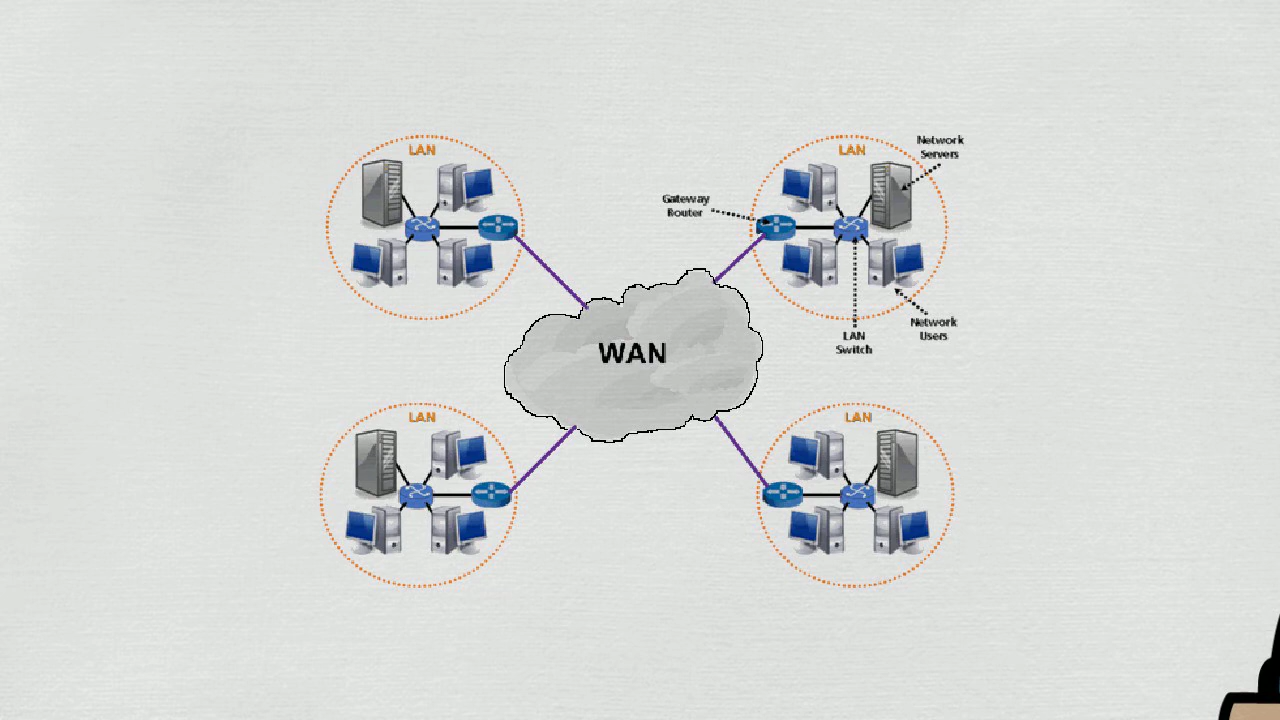 LAN
LAN
Network
Servers
Gateway
Router
WAN
Network
Users
LAN
Switch
LAN
LAN